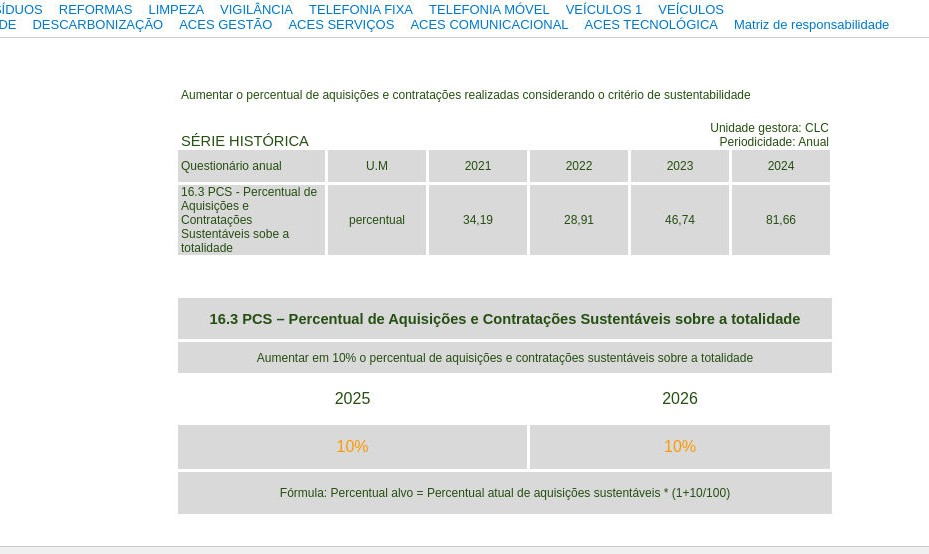 SÍDUOS REFORMAS LIMPEZA VIGILÂNCIA TELEFONIA FIXA TELEFONIA MÓVEL VEÍCULOS 1 VEÍCULOS
DE DESCARBONIZAÇÃO ACES GESTÃO ACES SERVIÇOS ACES COMUNICACIONAL ACES TECNOLÓGICA Matriz de responsabilidade
Aumentar o percentual de aquisições e contratações realizadas considerando o critério de sustentabilidade
Unidade gestora: CLC
SÉRIE HISTÓRICA Periodicidade: Anual
Questionário anual U.M 2021 2022 2023 2024
16.3 PCS - Percentual de
Aquisições e
Contratações percentual 34,19 28,91 46,74 81,66
Sustentáveis sobe a
totalidade
16.3 PCS – Percentual de Aquisições e Contratações Sustentáveis sobre a totalidade
Aumentar em 10% o percentual de aquisições e contratações sustentáveis sobre a totalidade
2025 2026
10% 10%
Fórmula: Percentual alvo = Percentual atual de aquisições sustentáveis * (1+10/100)